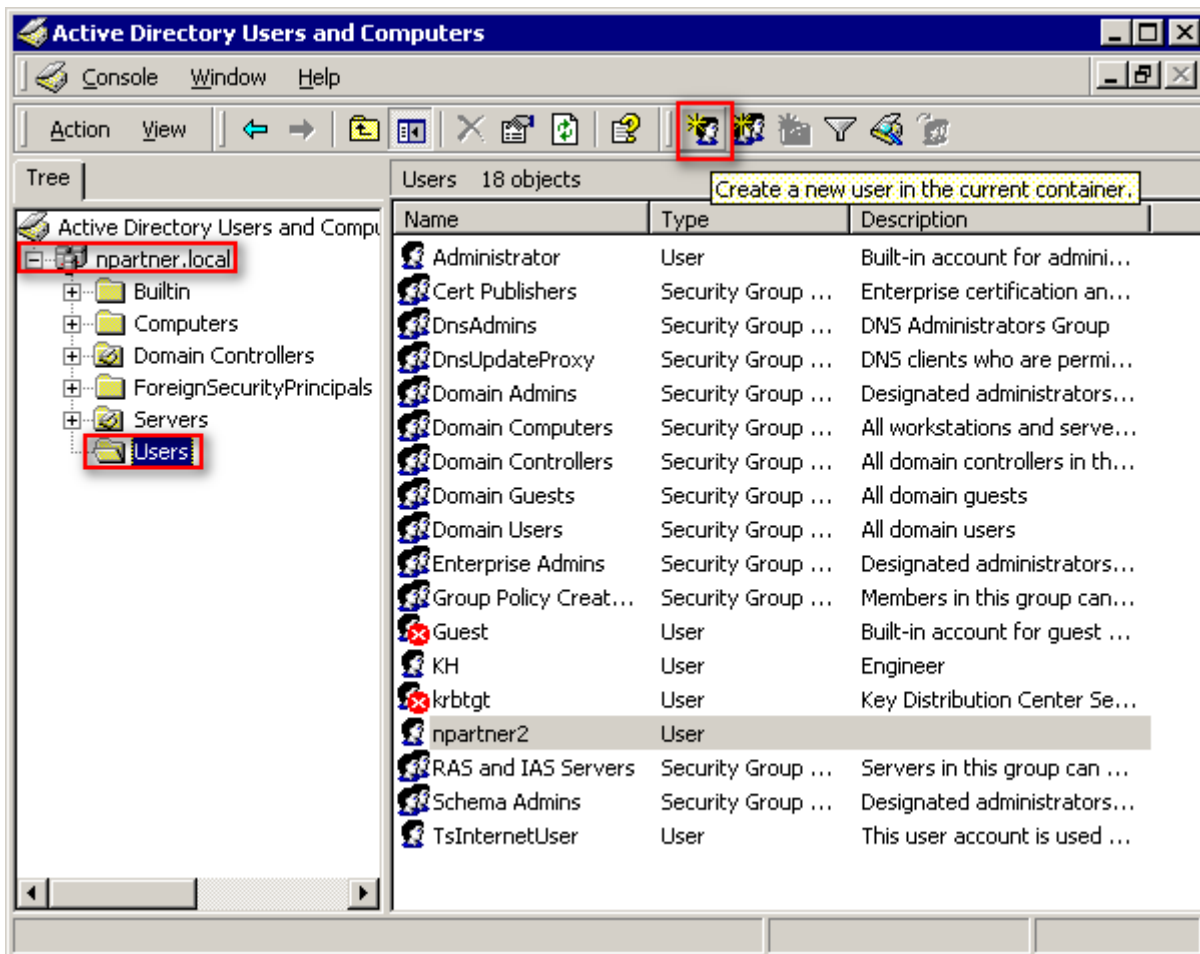 Active Directory Users and Computers
Console Window Help
Action View
Tree
Users 18 objects
Create a new user in the current container.
Active Directory Users and Compu
npartner.local
Builtin
Computers
Domain Controllers
ForeignSecurityPrincipals
Servers
Users
Name Type Description
Administrator User Built-in account for admini...
Cert Publishers Security Group ... Enterprise certification an...
DnsAdmins Security Group ... DNS Administrators Group
DnsUpdateProxy Security Group ... DNS clients who are permi...
Domain Admins Security Group ... Designated administrators...
Domain Computers Security Group ... All workstations and serve...
Domain Controllers Security Group ... All domain controllers in th...
Domain Guests Security Group ... All domain guests
Domain Users Security Group ... All domain users
Enterprise Admins Security Group ... Designated administrators...
Group Policy Creat... Security Group ... Members in this group can...
Guest User Built-in account for guest ...
KH User Engineer
krbtgt User Key Distribution Center Se...
npartner2 User
RAS and IAS Servers Security Group ... Servers in this group can ...
Schema Admins Security Group ... Designated administrators...
TsInternetUser User This user account is used ...